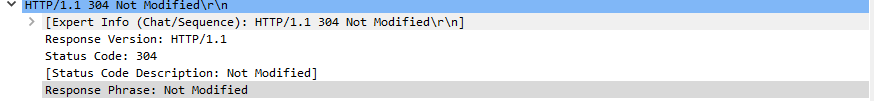 HTTP/1.1 304 Not Modified\r\n
[Expert Info (Chat/Sequence): HTTP/1.1 304 Not Modified\r\n]
Response Version: HTTP/1.1
Status Code: 304
[Status Code Description: Not Modified]
Response Phrase: Not Modified